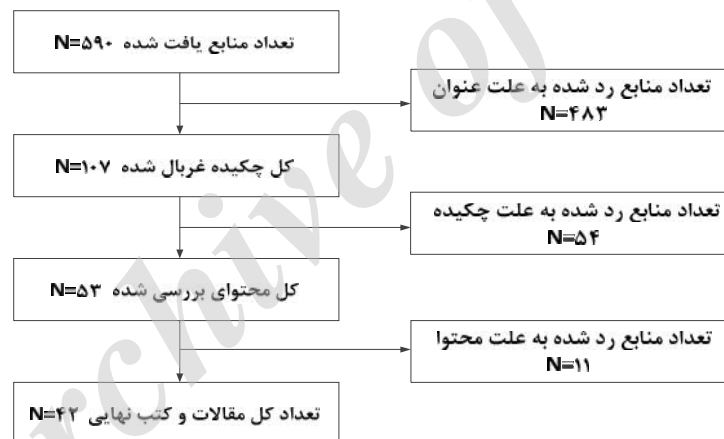 تعداد منابع یافت شده N=۵۹۰
تعداد منابع رد شده به علت عنوان
N=۴۸۳
کل چکیده غربال شده N=۱۰۷
تعداد منابع رد شده به علت چکیده
N=۵۴
کل محتوای بررسی شده N=۵۳
تعداد منابع رد شده به علت محتوا
N=۱۱
تعداد کل مقالات و کتب نهایی N=۴۲
rchive of